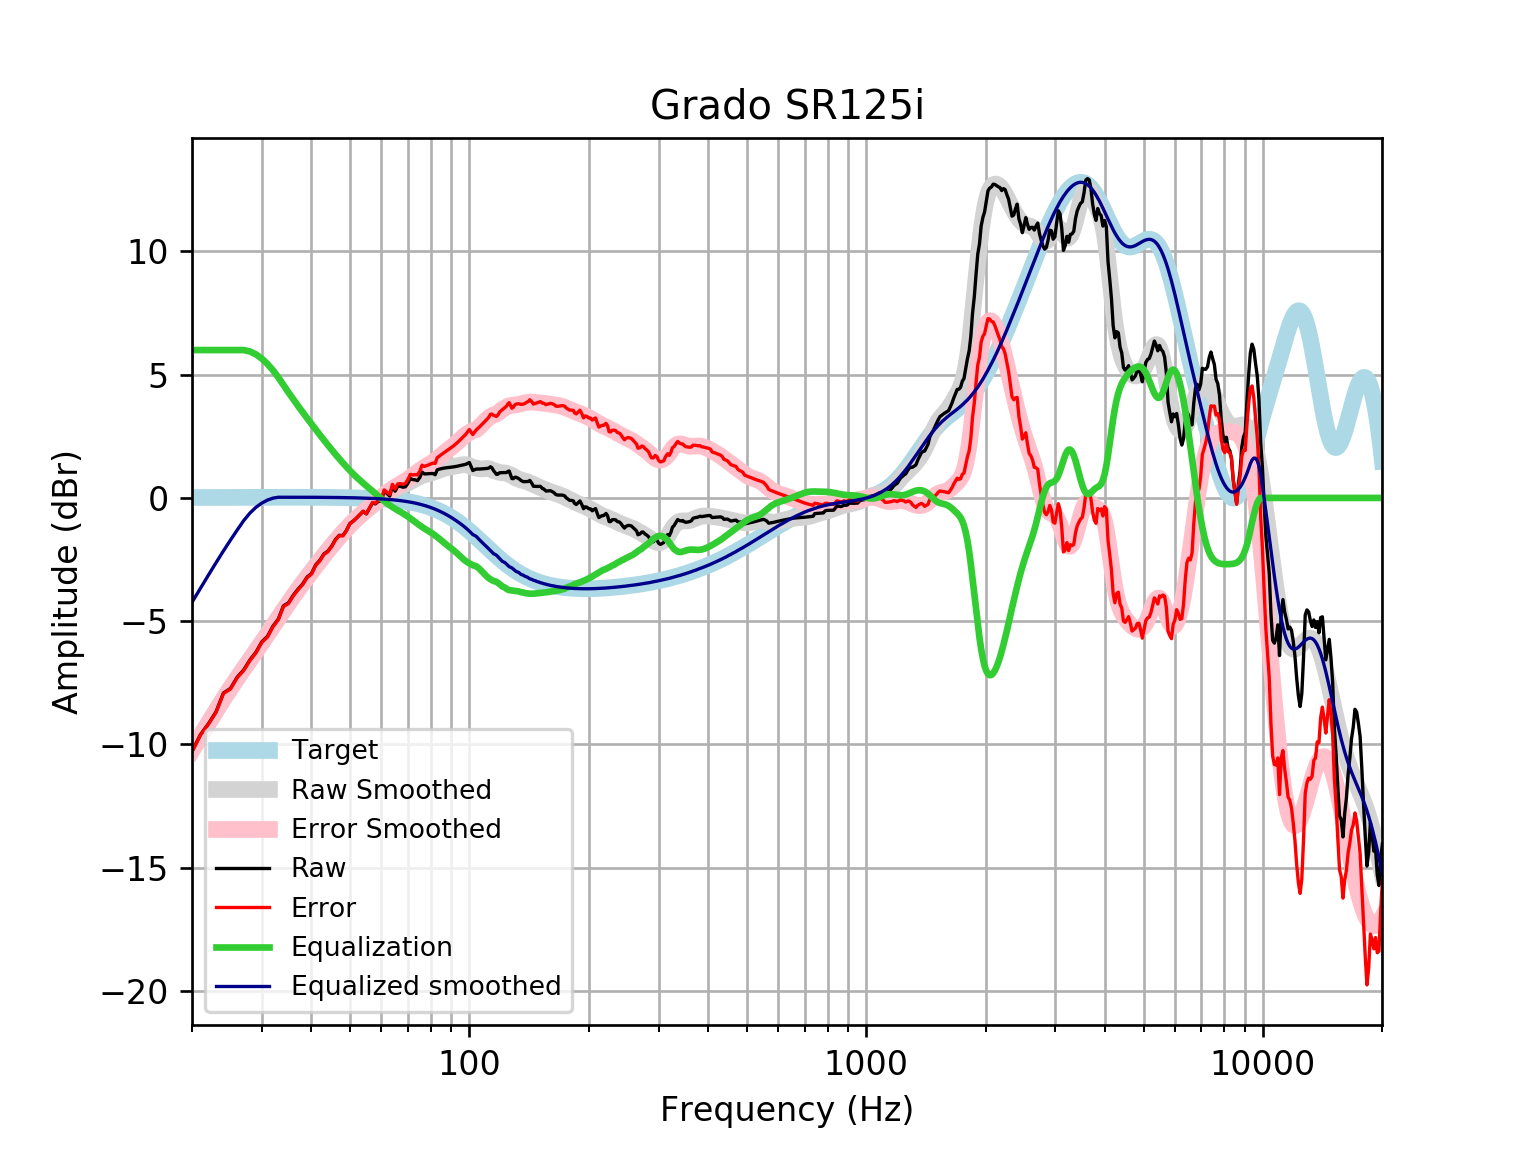 Grado SR125i
Amplitude (dBr)
10
5
0
−5
−10
−15
−20
Target
Raw Smoothed
Error Smoothed
Raw
Error
Equalization
Equalized smoothed
100
1000
10000
Frequency (Hz)